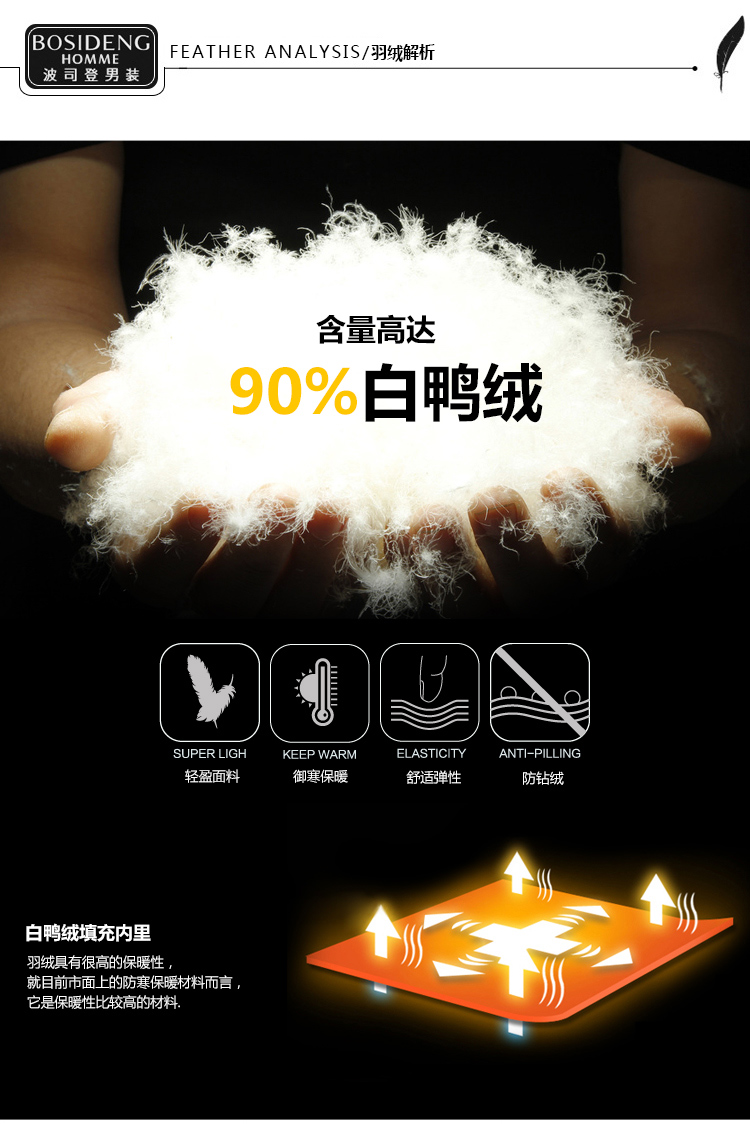 BOSIDENG
HOMME
波司登男装
FEATHER ANALYSIS/羽绒解析
含量高达
90%白鸭绒
SUPER LIGH
KEEP WARM
ELASTICITY
ANTI-PILLING
轻盈面料
御寒保暖
舒适弹性
防钻绒
白鸭绒填充内里
羽绒具有很高的保暖性，
就目前市面上的防寒保暖材料而言，
它是保暖性比较高的材料.